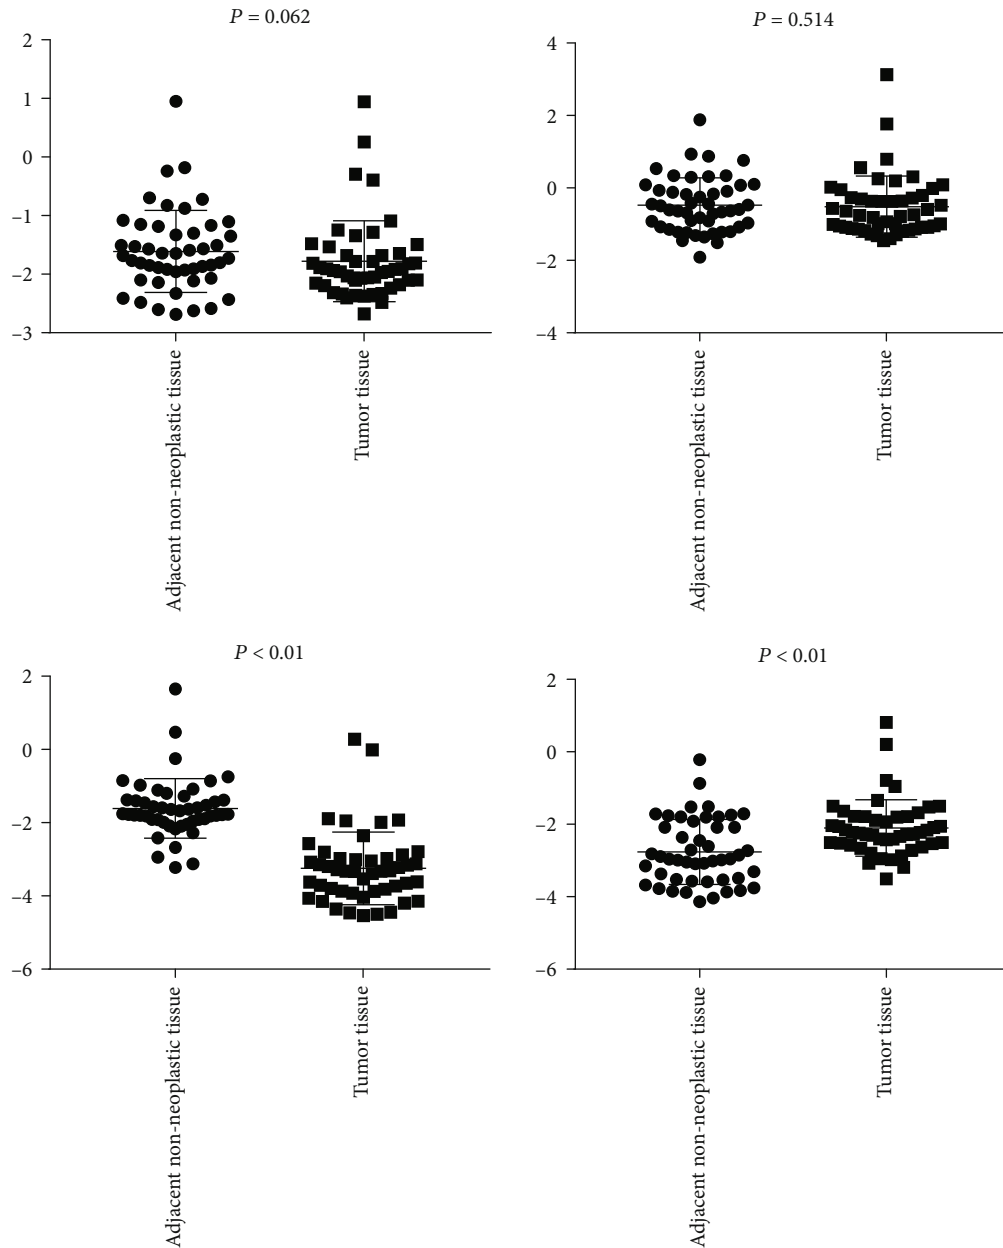 P = 0.062
2
1
0
–1
–2
–3
Adjacent non-neoplastic tissue
Tumor tissue
P = 0.514
4
2
0
–2
–4
Adjacent non-neoplastic tissue
Tumor tissue
P < 0.01
2
0
–2
–4
–6
Adjacent non-neoplastic tissue
Tumor tissue
P < 0.01
2
0
–2
–4
–6
Adjacent non-neoplastic tissue
Tumor tissue